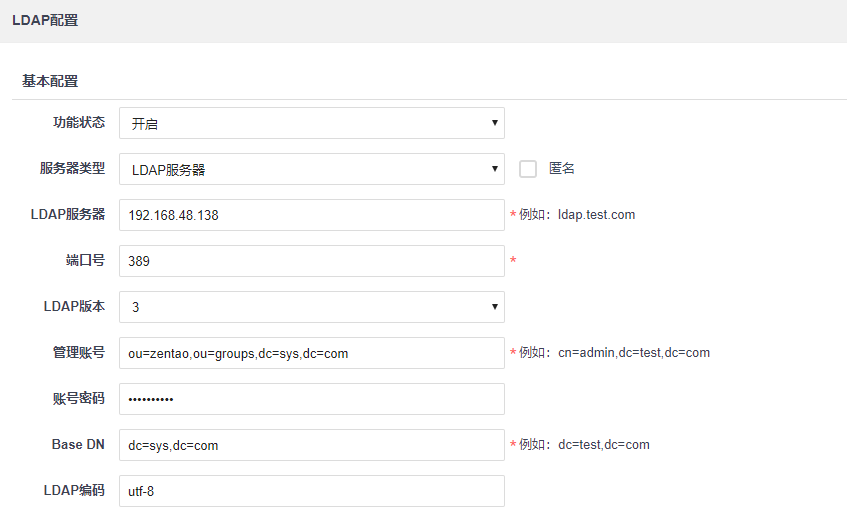 LDAP配置
基本配置
功能状态 开启
服务器类型 LDAP服务器 匿名
LDAP服务器 192.168.48.138 *例如：ldap.test.com
端口号 389 *
LDAP版本 3
管理账号 ou=zentao,ou=groups,dc=sys,dc=com *例如：cn=admin,dc=test,dc=com
账号密码 ••••••••••
Base DN dc=sys,dc=com *例如：dc=test,dc=com
LDAP编码 utf-8